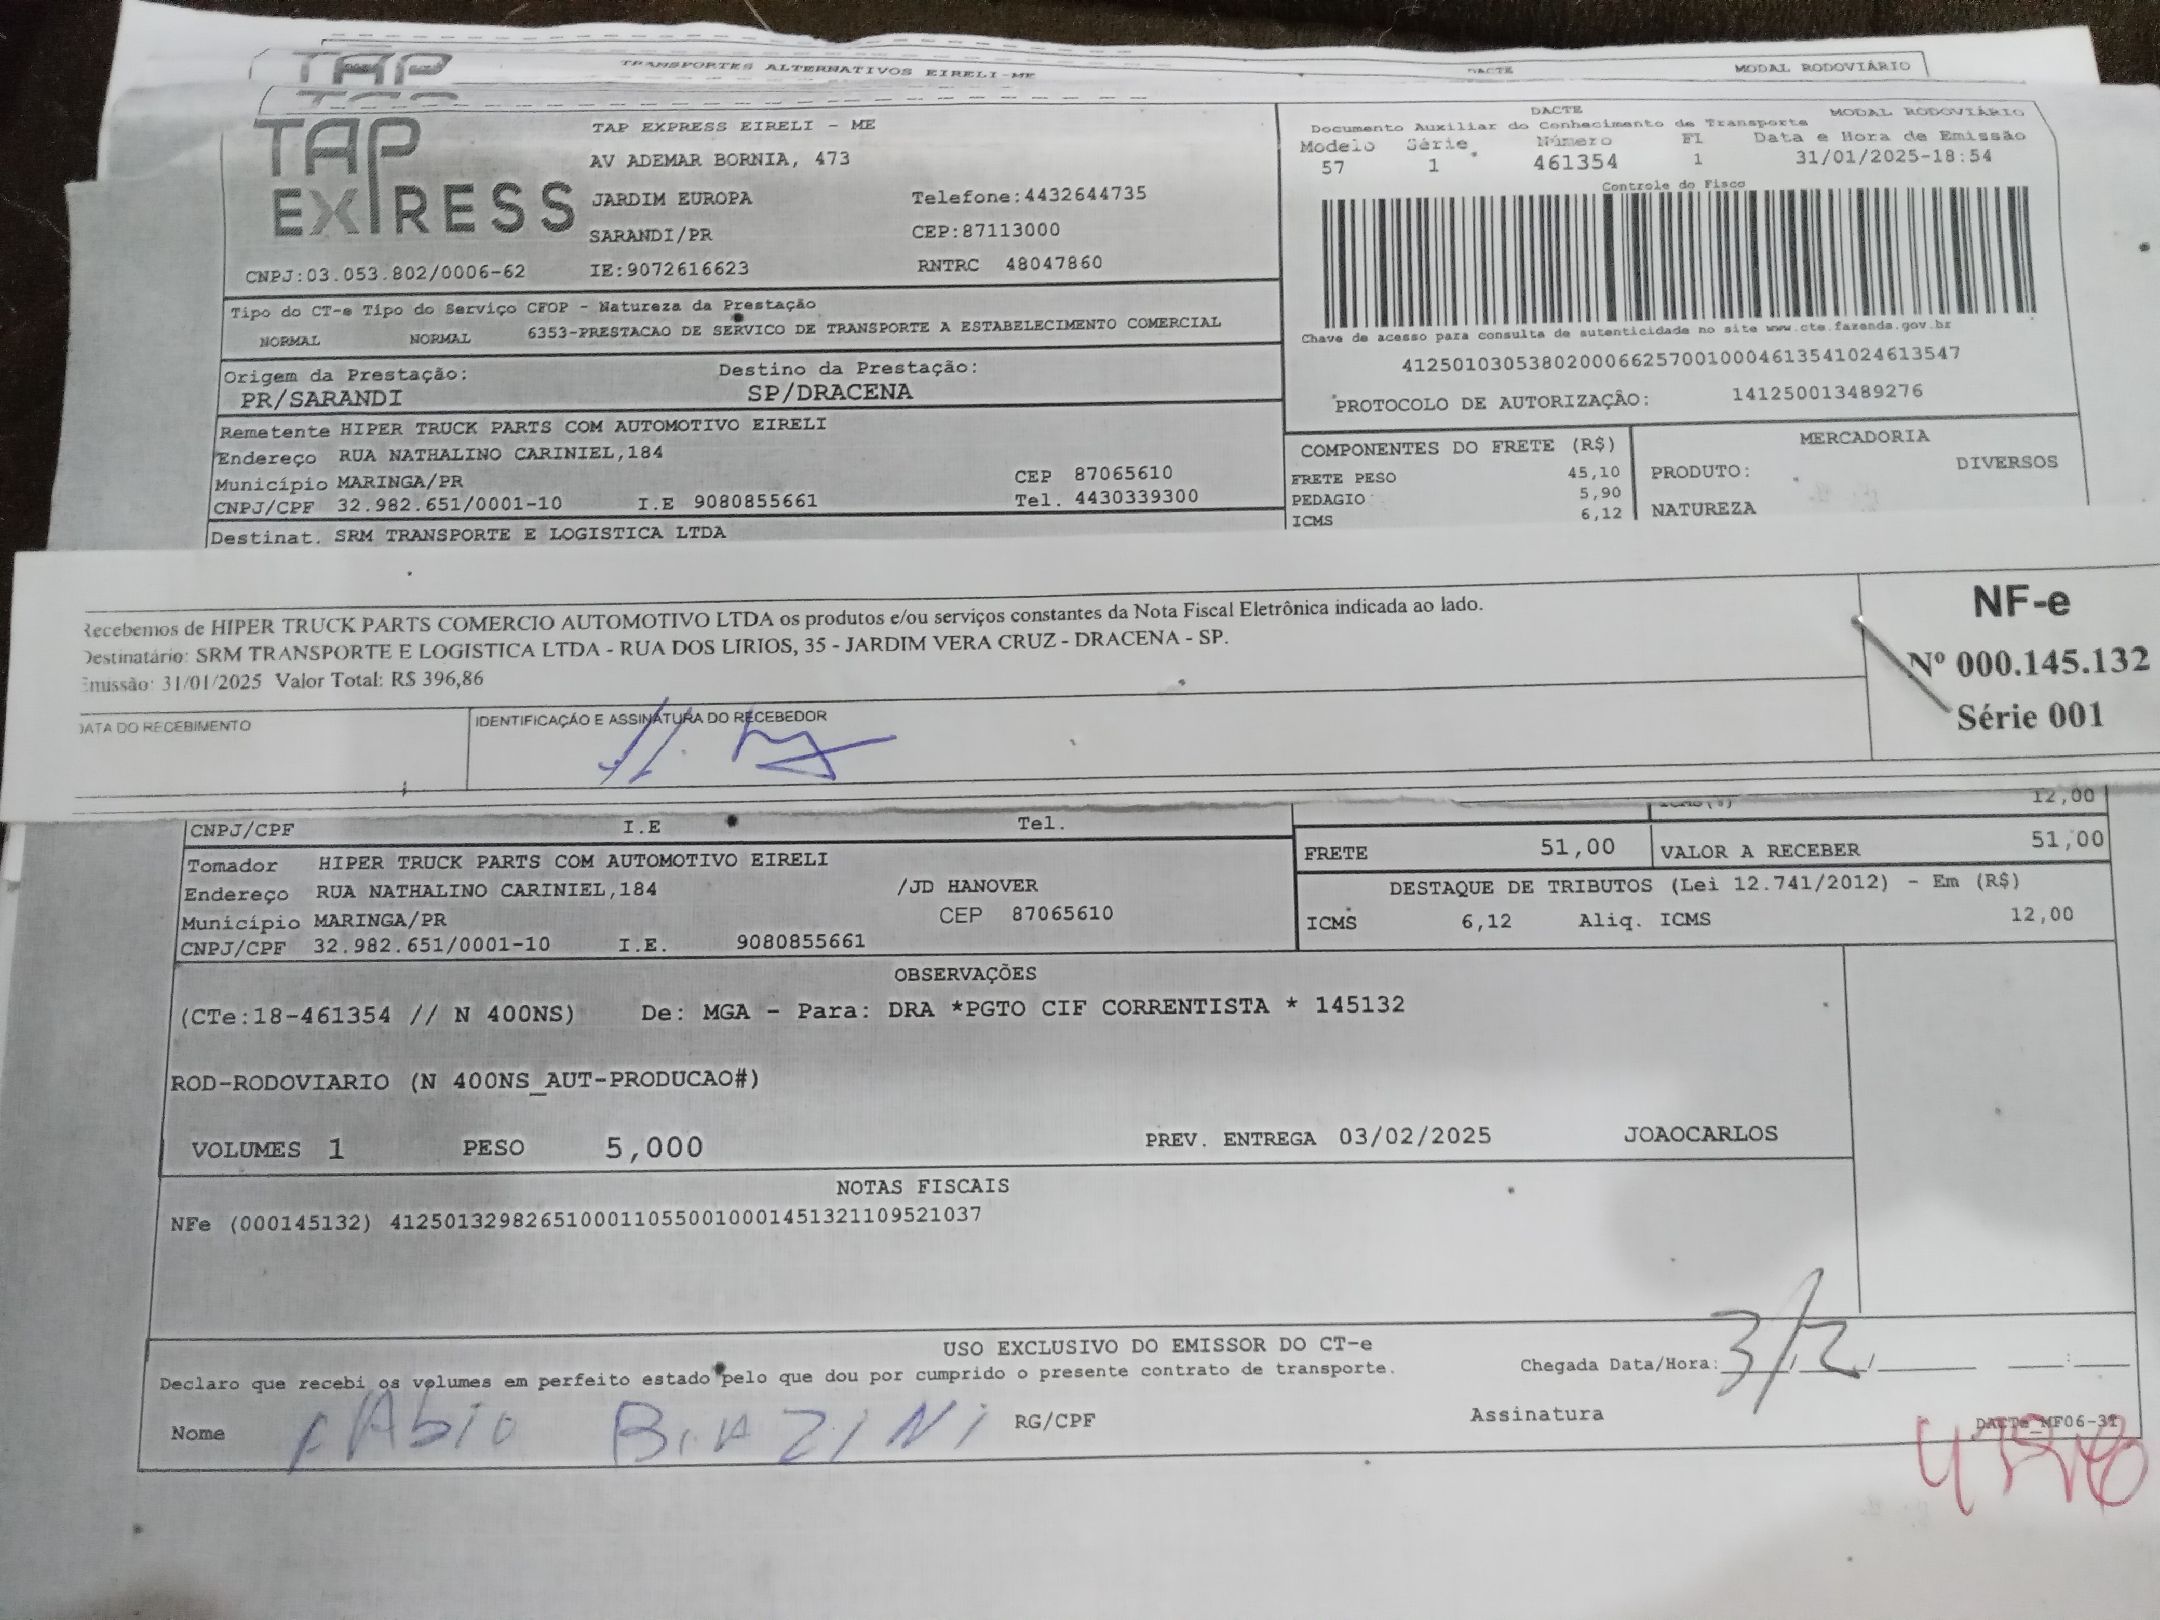 TAP
TRANSPORTES ALTERNATIVOS EIRELI-ME
DACTE
MODAL RODOVIÁRIO
TAP EXPRESS
TAP EXPRESS EIRELI - ME
AV ADEMAR BORNIA, 473
JARDIM EUROPA Telefone:4432644735
SARANDI/PR CEP:87113000
CNPJ:03.053.802/0006-62 IE:9072616623 RNTRC 48047860
DACTE MODAL RODOVIÁRIO
Documento Auxiliar do Conhecimento de Transporte
Modelo Série Número Fl Data e Hora de Emissão
57 1 461354 1 31/01/2025-18:54
Controle do Fisco
Chave de acesso para consulta de autenticidade no site www.cte.fazenda.gov.br
41250103053802000662570010004613541024613547
PROTOCOLO DE AUTORIZAÇÃO: 141250013489276
Tipo do CT-e Tipo do Serviço CFOP - Natureza da Prestação
NORMAL NORMAL 6353-PRESTACAO DE SERVICO DE TRANSPORTE A ESTABELECIMENTO COMERCIAL
Origem da Prestação: Destino da Prestação:
PR/SARANDI SP/DRACENA
Remetente HIPER TRUCK PARTS COM AUTOMOTIVO EIRELI
Endereço RUA NATHALINO CARINIEL,184
Município MARINGA/PR CEP 87065610
CNPJ/CPF 32.982.651/0001-10 I.E 9080855661 Tel. 4430339300
Destinat. SRM TRANSPORTE E LOGISTICA LTDA
COMPONENTES DO FRETE (R$)
FRETE PESO 45,10
PEDAGIO 5,90
ICMS 6,12
MERCADORIA
PRODUTO: DIVERSOS
NATUREZA
Recebemos de HIPER TRUCK PARTS COMERCIO AUTOMOTIVO LTDA os produtos e/ou serviços constantes da Nota Fiscal Eletrônica indicada ao lado.
Destinatário: SRM TRANSPORTE E LOGISTICA LTDA - RUA DOS LIRIOS, 35 - JARDIM VERA CRUZ - DRACENA - SP.
Emissão: 31/01/2025 Valor Total: R$ 396,86
DATA DO RECEBIMENTO
IDENTIFICAÇÃO E ASSINATURA DO RECEBEDOR
NF-e
Nº 000.145.132
Série 001
ICMS(%) 12,00
CNPJ/CPF I.E Tel.
FRETE 51,00 VALOR A RECEBER 51,00
Tomador HIPER TRUCK PARTS COM AUTOMOTIVO EIRELI
Endereço RUA NATHALINO CARINIEL,184 /JD HANOVER
Município MARINGA/PR CEP 87065610
CNPJ/CPF 32.982.651/0001-10 I.E. 9080855661
DESTAQUE DE TRIBUTOS (Lei 12.741/2012) - Em (R$)
ICMS 6,12 Aliq. ICMS 12,00
OBSERVAÇÕES
(CTe:18-461354 // N 400NS) De: MGA - Para: DRA *PGTO CIF CORRENTISTA * 145132
ROD-RODOVIARIO (N 400NS_AUT-PRODUCAO#)
VOLUMES 1 PESO 5,000 PREV. ENTREGA 03/02/2025 JOAOCARLOS
NOTAS FISCAIS
NFe (000145132) 41250132982651000110550010001451321109521037
USO EXCLUSIVO DO EMISSOR DO CT-e
Declaro que recebi os volumes em perfeito estado pelo que dou por cumprido o presente contrato de transporte.
Chegada Data/Hora: 3/2/
Nome FABIO BIAZINI RG/CPF Assinatura
DACTe_MF06-31